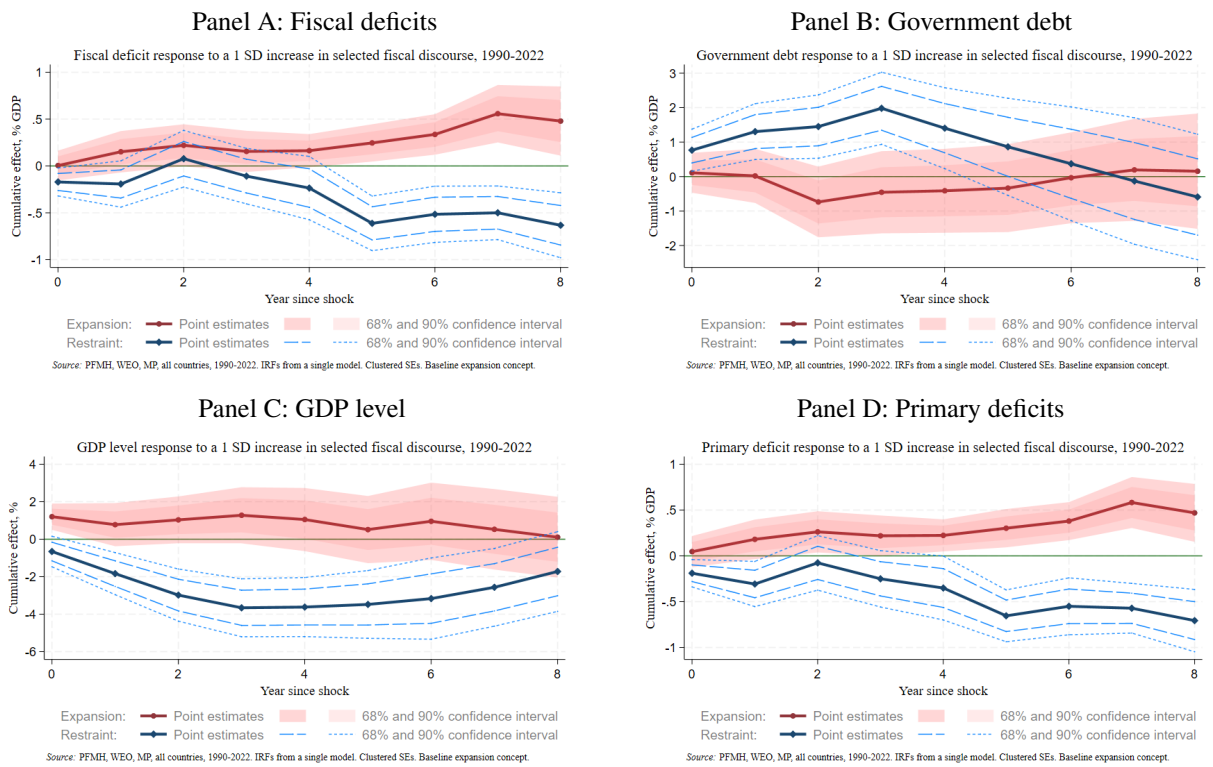 Panel A: Fiscal deficits
Fiscal deficit response to a 1 SD increase in selected fiscal discourse, 1990-2022
Cumulative effect, % GDP
1
.5
0
-.5
-1
0 2 4 6 8
Year since shock
Expansion: Point estimates 68% and 90% confidence interval
Restraint: Point estimates 68% and 90% confidence interval
Source: PFMH, WEO, MP, all countries, 1990-2022. IRFs from a single model. Clustered SEs. Baseline expansion concept.
Panel B: Government debt
Government debt response to a 1 SD increase in selected fiscal discourse, 1990-2022
Cumulative effect, % GDP
3
2
1
0
-1
-2
0 2 4 6 8
Year since shock
Expansion: Point estimates 68% and 90% confidence interval
Restraint: Point estimates 68% and 90% confidence interval
Source: PFMH, WEO, MP, all countries, 1990-2022. IRFs from a single model. Clustered SEs. Baseline expansion concept.
Panel C: GDP level
GDP level response to a 1 SD increase in selected fiscal discourse, 1990-2022
Cumulative effect, %
4
2
0
-2
-4
-6
0 2 4 6 8
Year since shock
Expansion: Point estimates 68% and 90% confidence interval
Restraint: Point estimates 68% and 90% confidence interval
Source: PFMH, WEO, MP, all countries, 1990-2022. IRFs from a single model. Clustered SEs. Baseline expansion concept.
Panel D: Primary deficits
Primary deficit response to a 1 SD increase in selected fiscal discourse, 1990-2022
Cumulative effect, % GDP
1
.5
0
-.5
-1
0 2 4 6 8
Year since shock
Expansion: Point estimates 68% and 90% confidence interval
Restraint: Point estimates 68% and 90% confidence interval
Source: PFMH, WEO, MP, all countries, 1990-2022. IRFs from a single model. Clustered SEs. Baseline expansion concept.